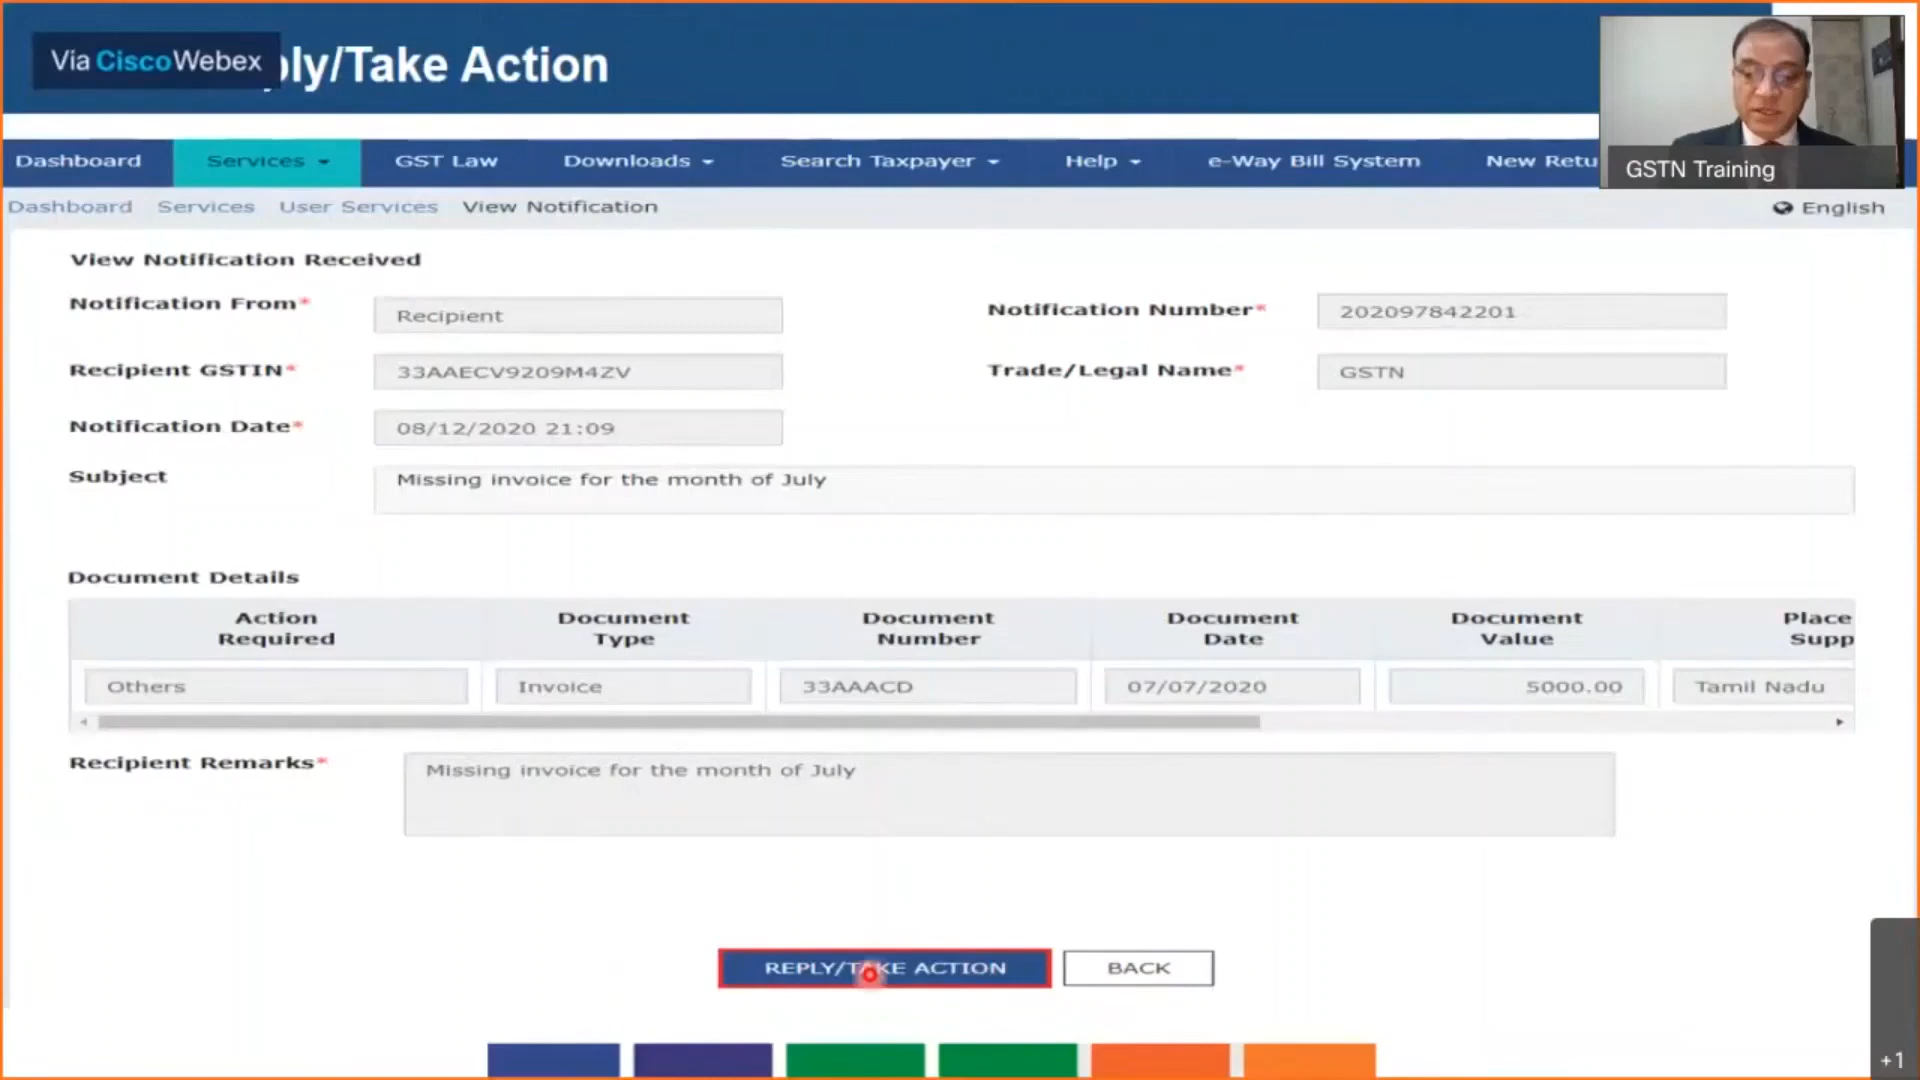 Via CiscoWebex
ply/Take Action
GSTN Training
Dashboard Services GST Law Downloads Search Taxpayer Help e-Way Bill System New Retu
Dashboard Services User Services View Notification English
View Notification Received
Notification From* Recipient Notification Number* 202097842201
Recipient GSTIN* 33AAECV9209M4ZV Trade/Legal Name* GSTN
Notification Date* 08/12/2020 21:09
Subject Missing invoice for the month of July
Document Details
Action Required Document Type Document Number Document Date Document Value Place Supp
Others Invoice 33AAACD 07/07/2020 5000.00 Tamil Nadu
Recipient Remarks* Missing invoice for the month of July
REPLY/TAKE ACTION BACK
+1